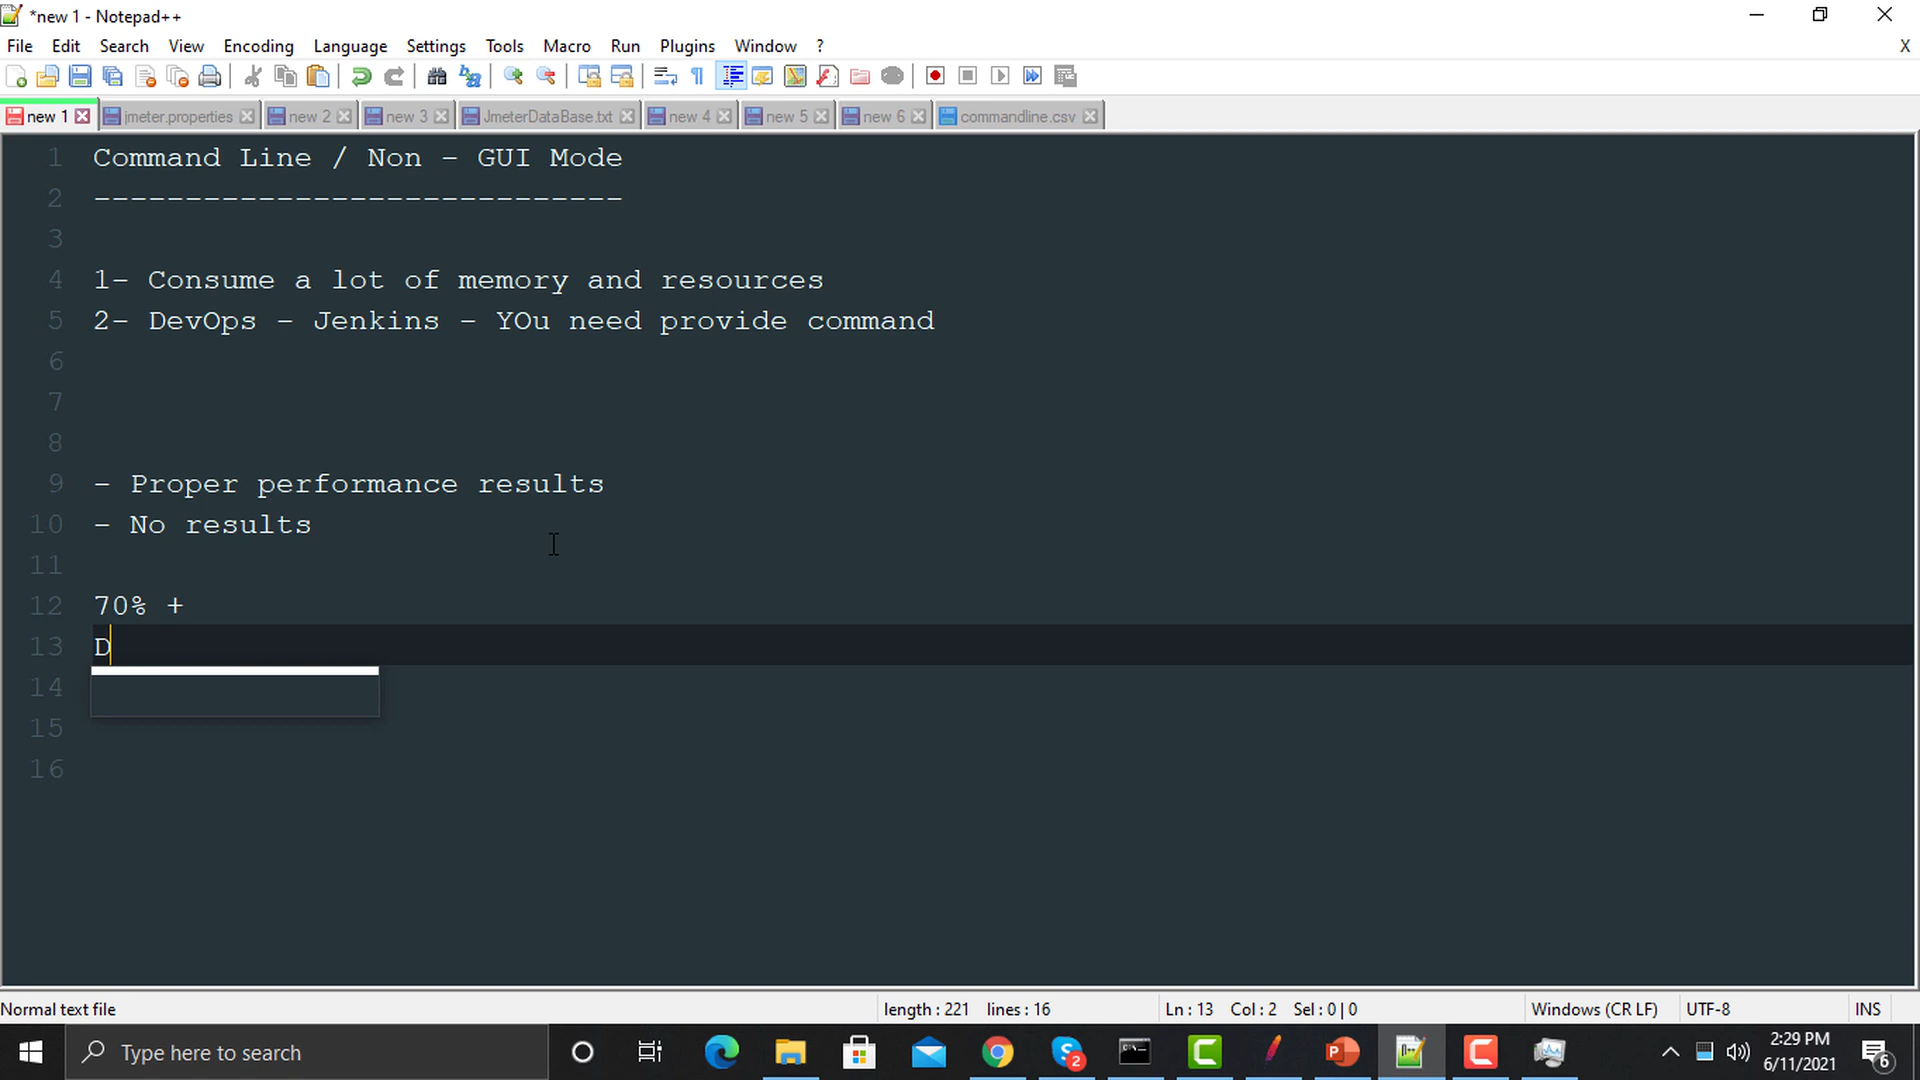 *new 1 - Notepad++
File Edit Search View Encoding Language Settings Tools Macro Run Plugins Window ? X
new 1 jmeter.properties new 2 new 3 JmeterDataBase.txt new 4 new 5 new 6 commandline.csv
1 Command Line / Non - GUI Mode
2 -----------------------------
3
4 1- Consume a lot of memory and resources
5 2- DevOps - Jenkins - YOu need provide command
6
7
8
9 - Proper performance results
10 - No results
11
12 70% +
13 D
14
15
16
Normal text file length : 221 lines : 16 Ln : 13 Col : 2 Sel : 0 | 0 Windows (CR LF) UTF-8 INS
Type here to search 2 2:29 PM
6/11/2021 6